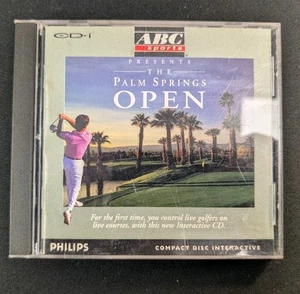 CD-i
ABC
sports
PRESENTS
THE
PALM SPRINGS
OPEN
For the first time, you control live golfers on
live courses, with this new Interactive CD.
PHILIPS
COMPACT DISC INTERACTIVE